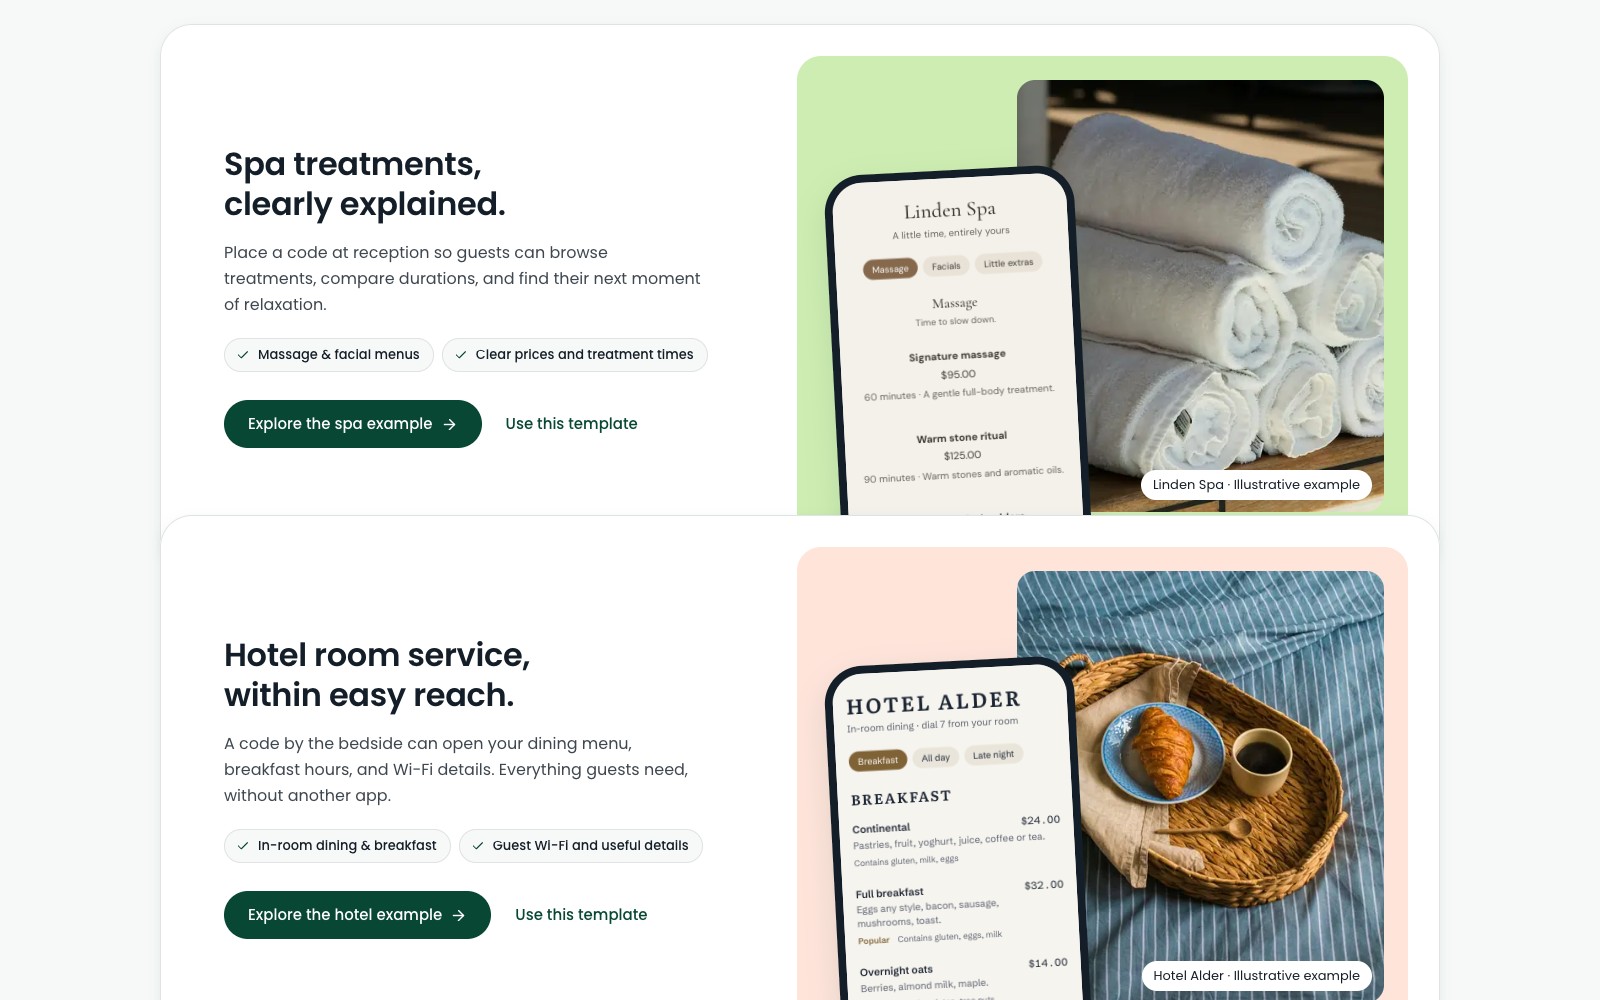 Spa treatments,
clearly explained.
Place a code at reception so guests can browse
treatments, compare durations, and find their next moment
of relaxation.
Massage & facial menus
Clear prices and treatment times
Explore the spa example →
Use this template
Linden Spa
A little time, entirely yours
Massage
Facials
Little extras
Massage
Time to slow down.
Signature massage
$95.00
60 minutes · A gentle full-body treatment.
Warm stone ritual
$125.00
90 minutes · Warm stones and aromatic oils.
Linden Spa · Illustrative example
Hotel room service,
within easy reach.
A code by the bedside can open your dining menu,
breakfast hours, and Wi-Fi details. Everything guests need,
without another app.
In-room dining & breakfast
Guest Wi-Fi and useful details
Explore the hotel example →
Use this template
HOTEL ALDER
In-room dining · dial 7 from your room
Breakfast
All day
Late night
BREAKFAST
Continental $24.00
Pastries, fruit, yoghurt, juice, coffee or tea.
Contains gluten, milk, eggs
Full breakfast $32.00
Eggs any style, bacon, sausage,
mushrooms, toast.
Popular Contains gluten, eggs, milk
Overnight oats $14.00
Berries, almond milk, maple.
Hotel Alder · Illustrative example